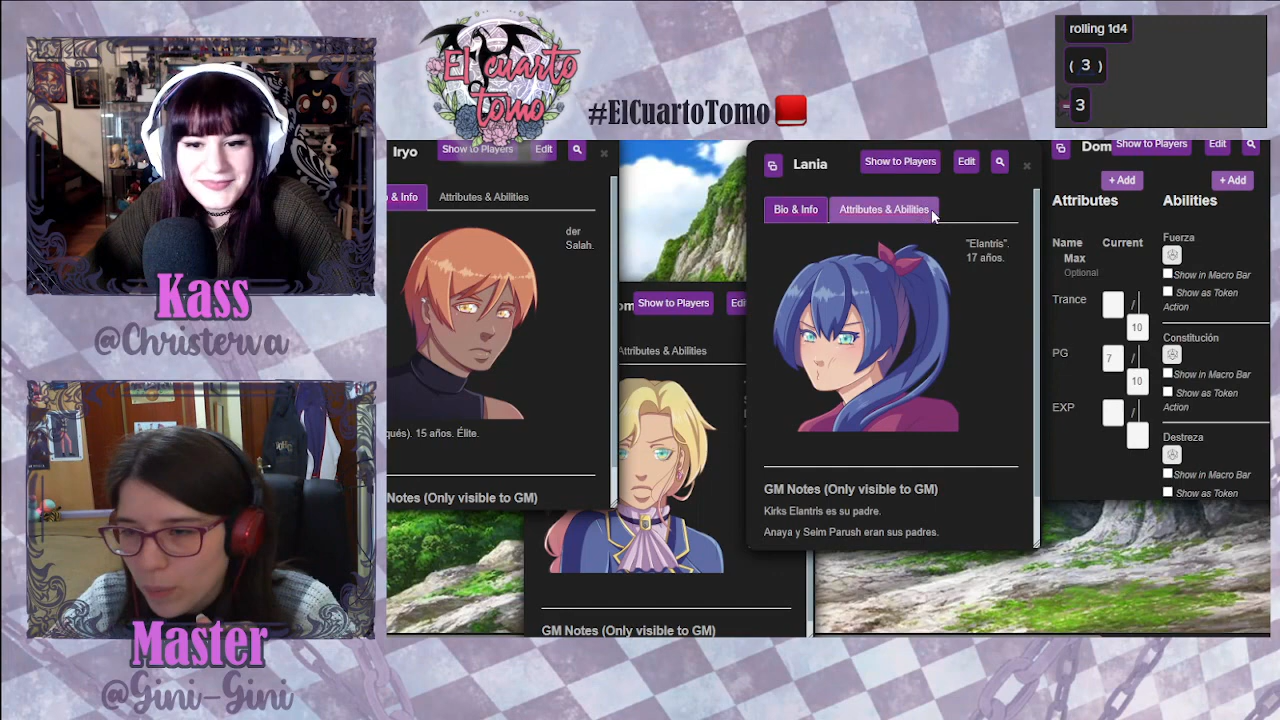 El cuarto
tomo
#ElCuartoTomo
rolling 1d4
( 3 )
= 3
Kass
@Christerva
Master
@Gini-Gini
Iryo
Show to Players
Edit
& Info
Attributes & Abilities
der
Salah.
qués). 15 años. Élite.
Notes (Only visible to GM)
Show to Players
Attributes & Abilities
GM Notes (Only visible to GM)
Lania
Show to Players
Edit
Bio & Info
Attributes & Abilities
"Elantris".
17 años.
GM Notes (Only visible to GM)
Kirks Elantris es su padre.
Anaya y Seim Parush eran sus padres.
Dom
Show to Players
Edit
+ Add
+ Add
Attributes
Abilities
Name
Current
Max
Optional
Trance
/
10
PG
7
/
10
EXP
/
Fuerza
Show in Macro Bar
Show as Token
Action
Constitución
Show in Macro Bar
Show as Token
Action
Destreza
Show in Macro Bar
Show as Token